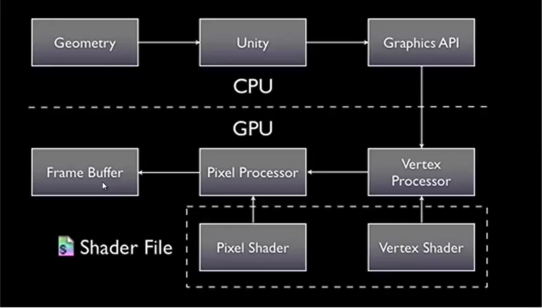 Geometry
Unity
Graphics API
CPU
GPU
Frame Buffer
Pixel Processor
Vertex
Processor
Shader File
Pixel Shader
Vertex Shader